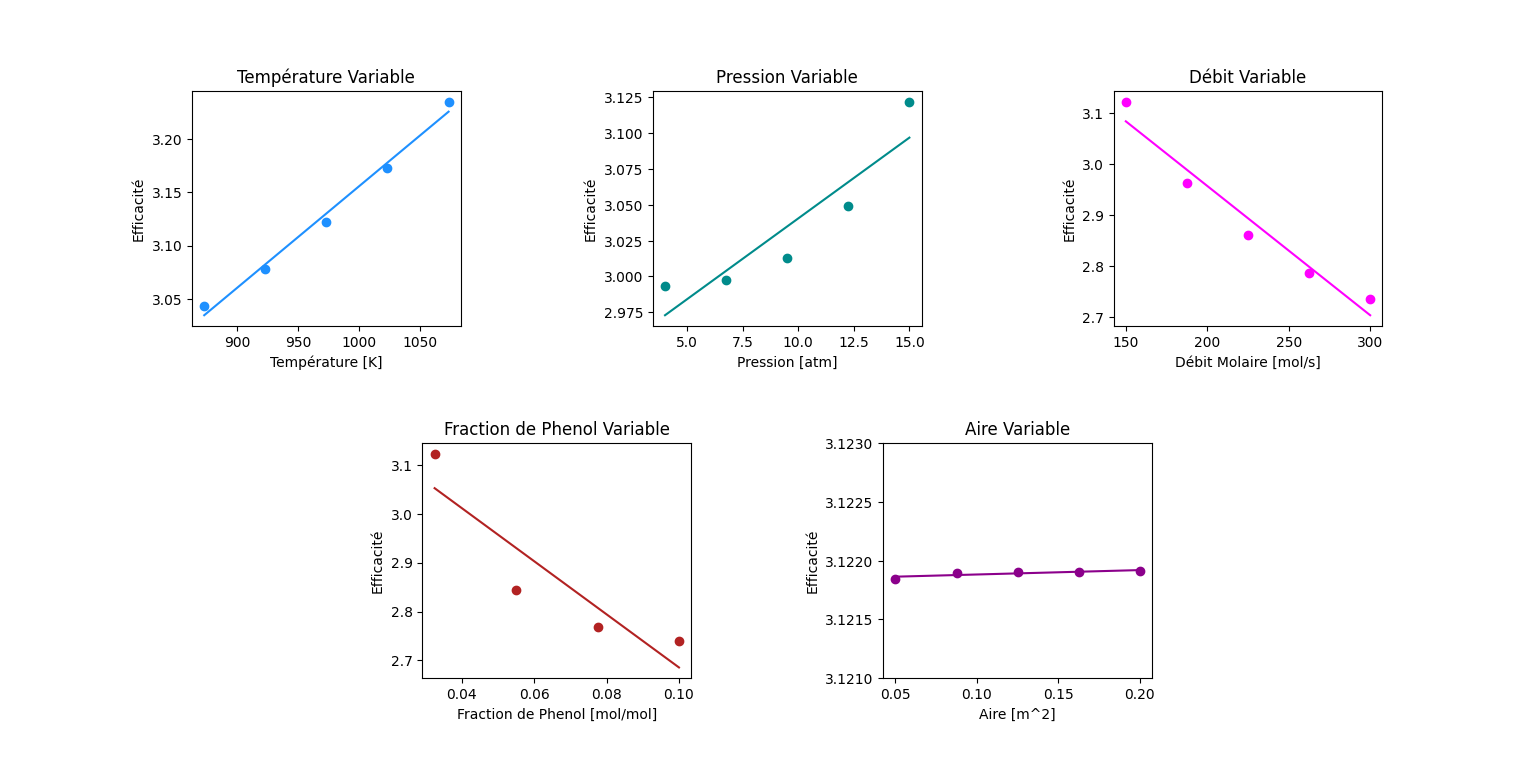 Température Variable
Efficacité
3.20
3.15
3.10
3.05
900 950 1000 1050
Température [K]
Pression Variable
Efficacité
3.125
3.100
3.075
3.050
3.025
3.000
2.975
5.0 7.5 10.0 12.5 15.0
Pression [atm]
Débit Variable
Efficacité
3.1
3.0
2.9
2.8
2.7
150 200 250 300
Débit Molaire [mol/s]
Fraction de Phenol Variable
Efficacité
3.1
3.0
2.9
2.8
2.7
0.04 0.06 0.08 0.10
Fraction de Phenol [mol/mol]
Aire Variable
Efficacité
3.1230
3.1225
3.1220
3.1215
3.1210
0.05 0.10 0.15 0.20
Aire [m^2]